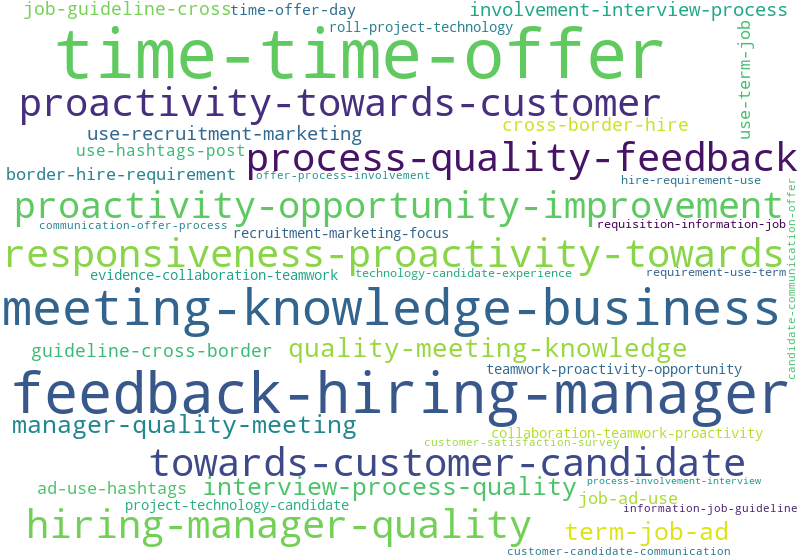 job-guideline-cross
time-offer-day
involvement-interview-process
roll-project-technology
time-time-offer
use-term-job
proactivity-towards-customer
use-recruitment-marketing
cross-border-hire
use-hashtags-post
process-quality-feedback
border-hire-requirement
offer-process-involvement
hire-requirement-use
proactivity-opportunity-improvement
communication-offer-process
recruitment-marketing-focus
requisition-information-job
responsiveness-proactivity-towards
candidate-communication-offer
evidence-collaboration-teamwork
technology-candidate-experience
requirement-use-term
meeting-knowledge-business
guideline-cross-border
quality-meeting-knowledge
teamwork-proactivity-opportunity
feedback-hiring-manager
manager-quality-meeting
collaboration-teamwork-proactivity
customer-satisfaction-survey
towards-customer-candidate
ad-use-hashtags
interview-process-quality
process-involvement-interview
job-ad-use
project-technology-candidate
information-job-guideline
hiring-manager-quality
term-job-ad
customer-candidate-communication